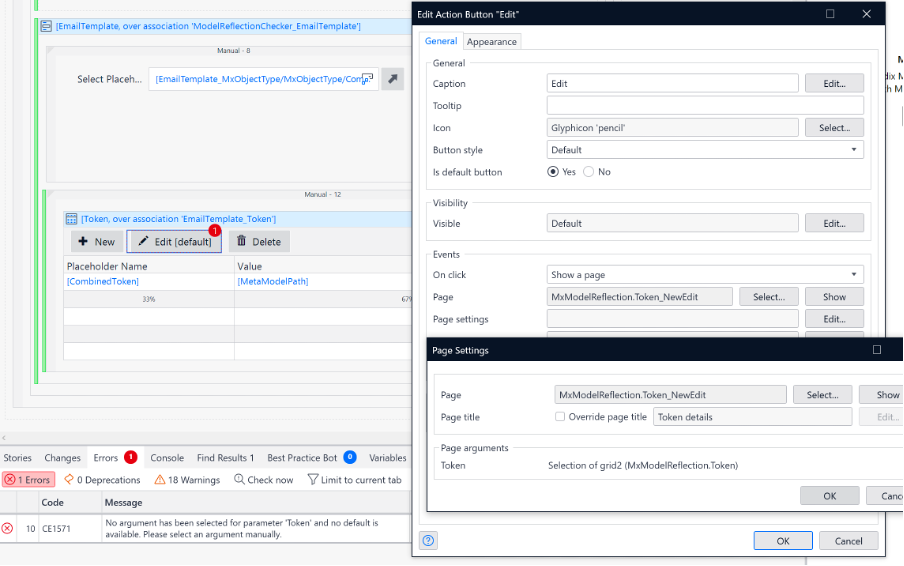 [EmailTemplate, over association 'ModelReflectionChecker_EmailTemplate']
Manual - 8
Select Placeh...
[EmailTemplate_MxObjectType/MxObjectType/Com
Manual - 12
[Token, over association 'EmailTemplate_Token']
New
Edit [default]
1
Delete
Placeholder Name
Value
[CombinedToken]
[MetaModelPath]
33%
67%
Stories
Changes
Errors
1
Console
Find Results 1
Best Practice Bot
0
Variables
1 Errors
0 Deprecations
18 Warnings
Check now
Limit to current tab
Code
Message
10
CE1571
No argument has been selected for parameter 'Token' and no default is
available. Please select an argument manually.
Edit Action Button "Edit"
General
Appearance
General
Caption
Edit
Edit...
Tooltip
Icon
Glyphicon 'pencil'
Select...
Button style
Default
Is default button
Yes
No
Visibility
Visible
Default
Edit...
Events
On click
Show a page
Page
MxModelReflection.Token_NewEdit
Select...
Show
Page settings
Edit...
Page Settings
Page
MxModelReflection.Token_NewEdit
Select...
Show
Page title
Override page title
Token details
Edit...
Page arguments
Token
Selection of grid2 (MxModelReflection.Token)
OK
Cance
OK
Cancel